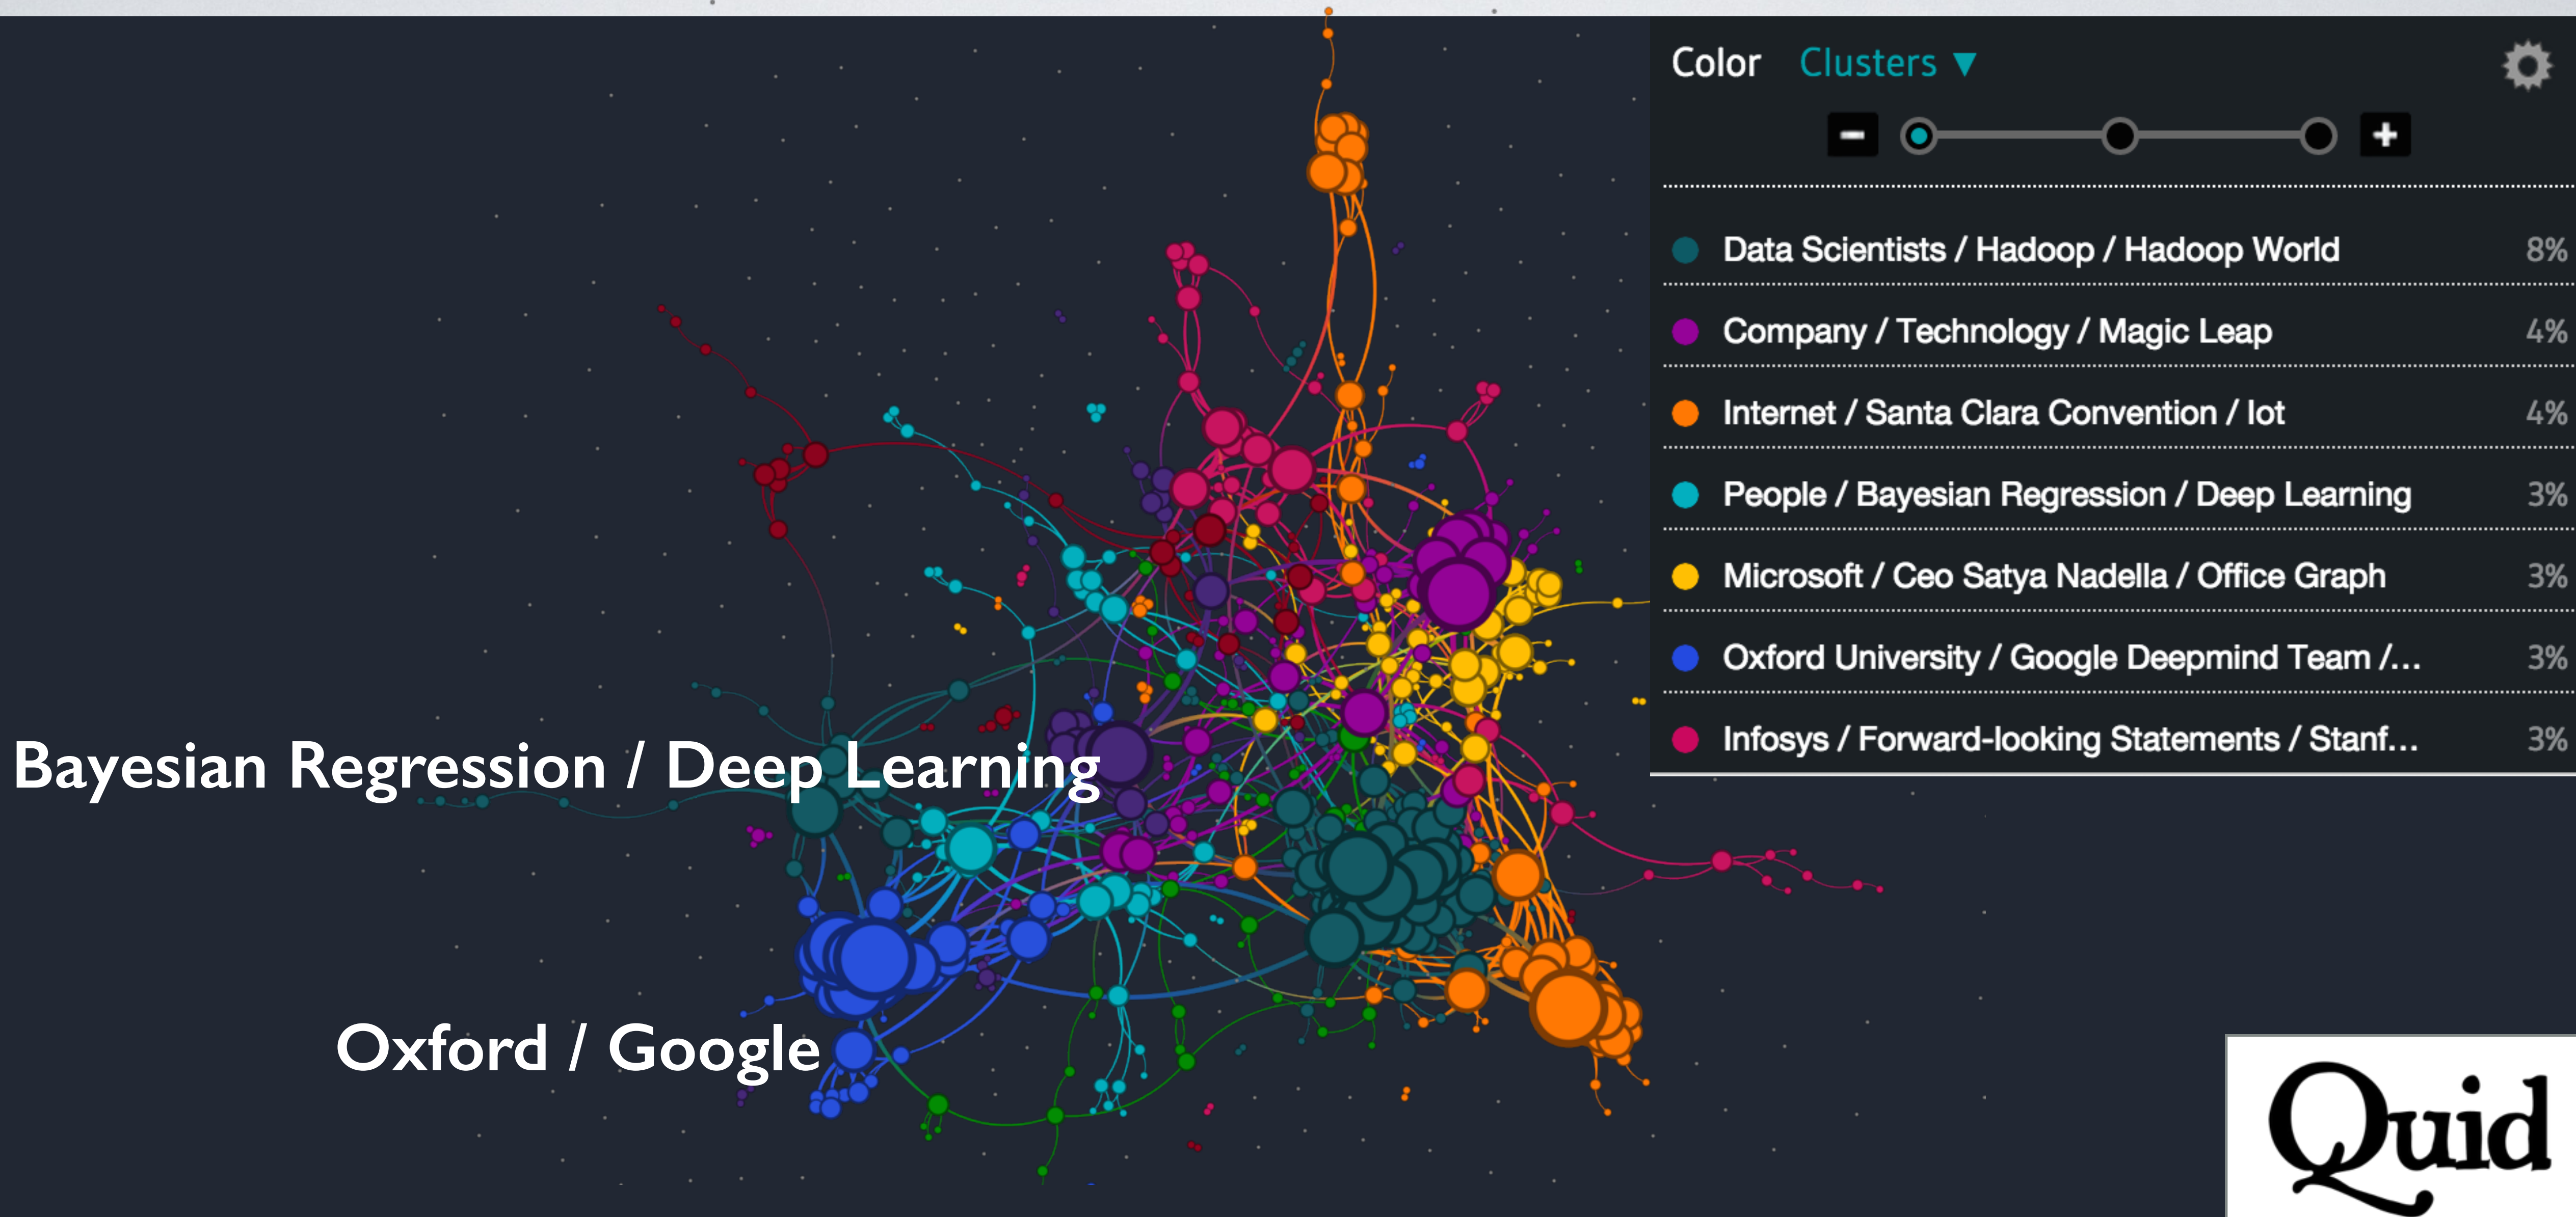 Color Clusters ▼
Data Scientists / Hadoop / Hadoop World 8%
Company / Technology / Magic Leap 4%
Internet / Santa Clara Convention / Iot 4%
People / Bayesian Regression / Deep Learning 3%
Microsoft / Ceo Satya Nadella / Office Graph 3%
Oxford University / Google Deepmind Team /... 3%
Infosys / Forward-looking Statements / Stanf... 3%
Bayesian Regression / Deep Learning
Oxford / Google
Quid